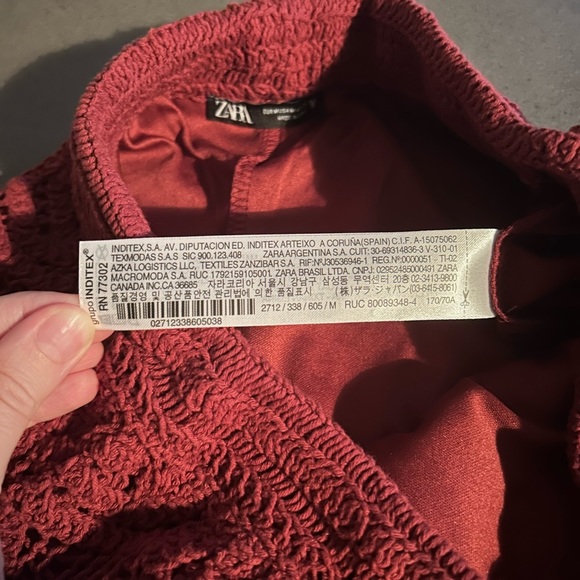 ZARA
INDITEX,S.A. AV. DIPUTACION ED. INDITEX ARTEIXO A CORUÑA(SPAIN) C.I.F. A-15075062
TEXMODAS S.A.S SIC 900.123.408 ZARA ARGENTINA S.A. CUIT: 30-69314836-3 V-310-01
AZKA LOGISTICS LLC, TEXTILES ZANZIBAR S.A. RIF:NºJ30536946-1 REG.Nº:0000051 - TI-02
MACROMODA S.A. RUC 1792159105001. ZARA BRASIL LTDA. CNPJ: 02952485000491 ZARA
CANADA INC.CA 36685 자라코리아 서울시 강남구 삼성동 무역센터 20층 02-3413-9800
품질경영 및 공산품안전 관리법에 의한 품질표시 (株) ザラ・ジャパン/ (03-6415-8061)
2712 / 338 / 605 / M RUC 80089348-4 170/70A
02712338605038
grupo INDITEX®
RN 77302